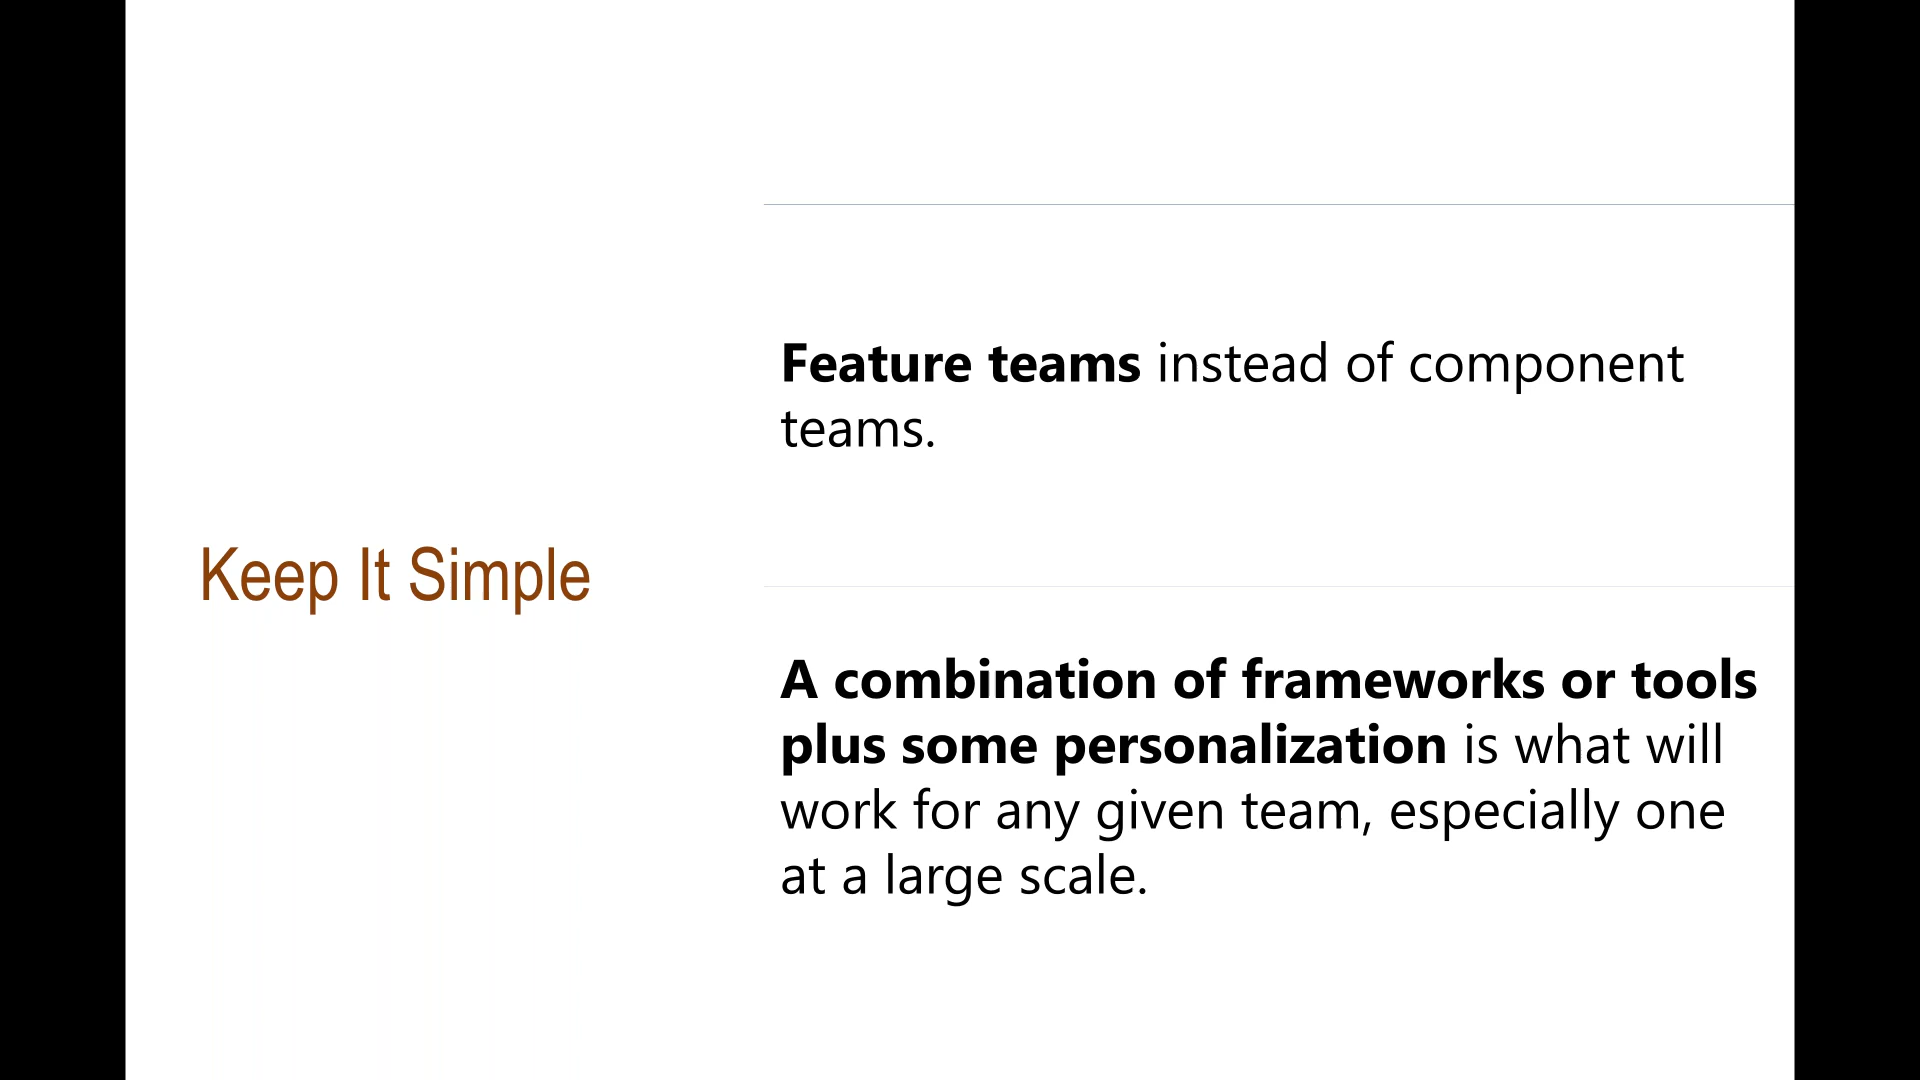 Keep It Simple
Feature teams instead of component
teams.
A combination of frameworks or tools
plus some personalization is what will
work for any given team, especially one
at a large scale.